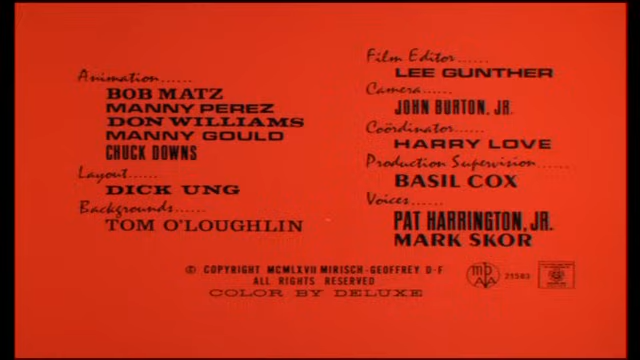 Animation......
BOB MATZ
MANNY PEREZ
DON WILLIAMS
MANNY GOULD
CHUCK DOWNS
Layout......
DICK UNG
Backgrounds......
TOM O'LOUGHLIN
Film Editor......
LEE GUNTHER
Camera......
JOHN BURTON, JR.
Coördinator......
HARRY LOVE
Production Supervision......
BASIL COX
Voices......
PAT HARRINGTON, JR.
MARK SKOR
© COPYRIGHT MCMLXVII MIRISCH-GEOFFREY D-F
ALL RIGHTS RESERVED
COLOR BY DELUXE
MPAA 21583